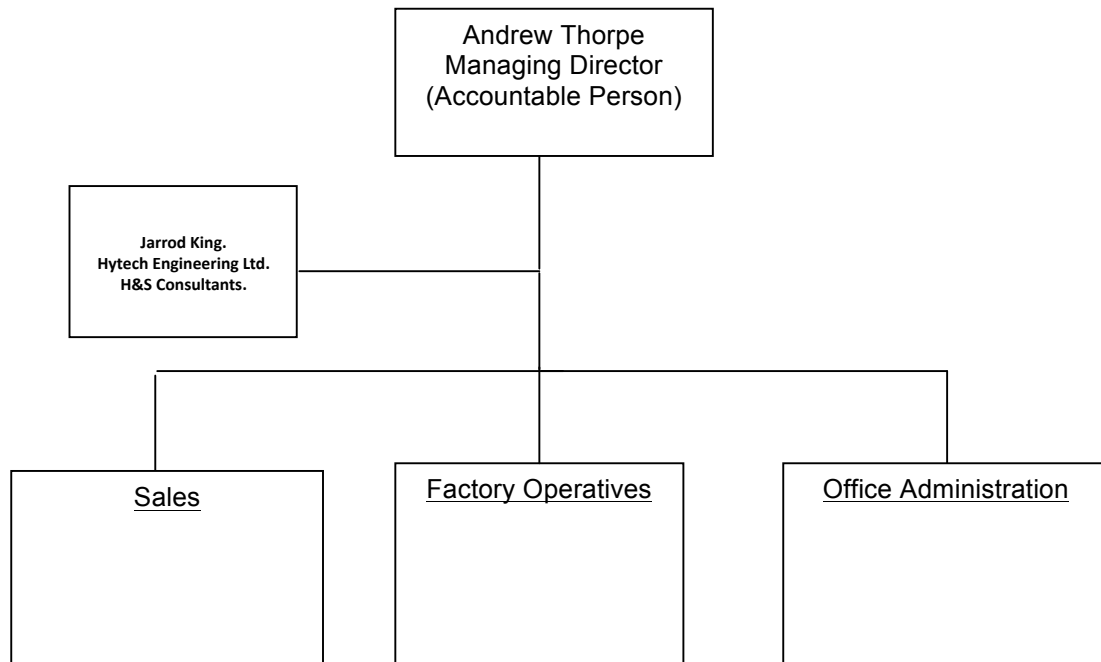 Andrew Thorpe
Managing Director
(Accountable Person)
Jarrod King.
Hytech Engineering Ltd.
H&S Consultants.
Sales
Factory Operatives
Office Administration